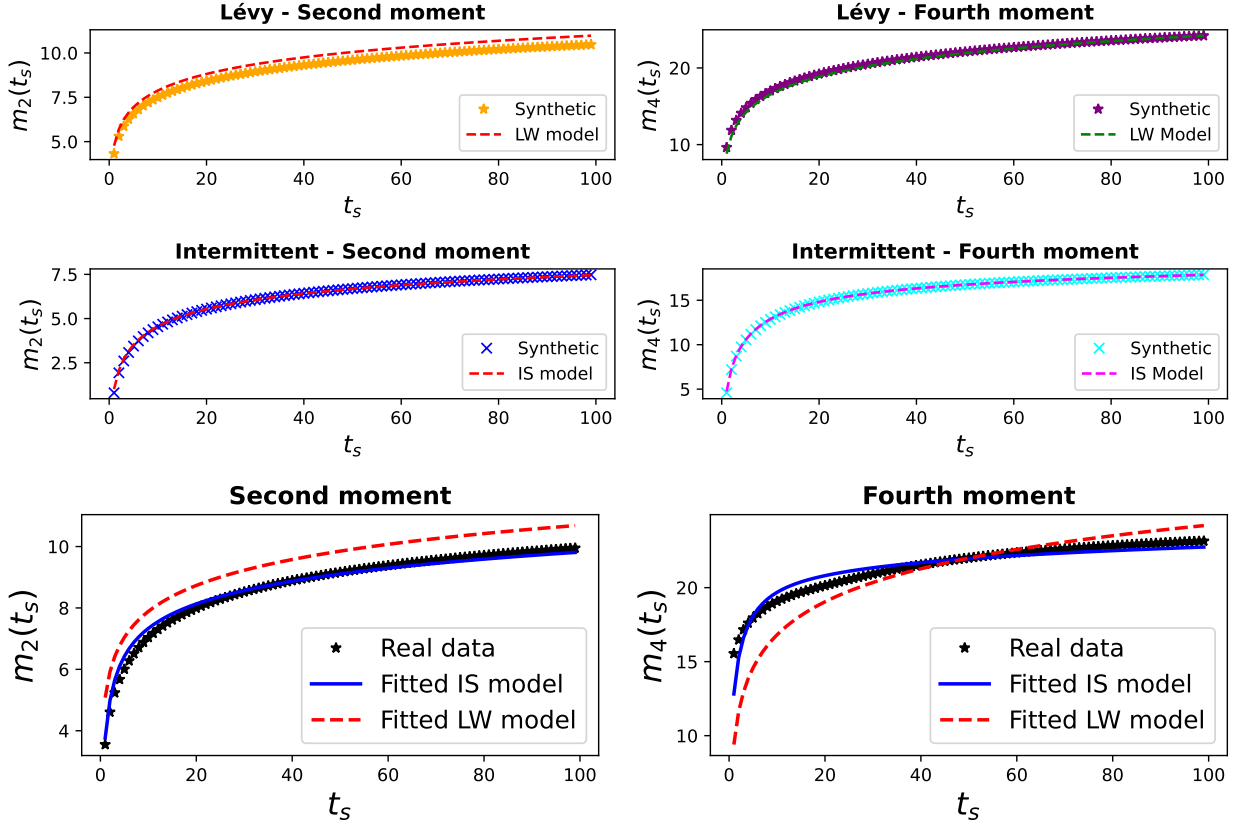 Lévy - Second moment
m₂(tₛ)
10.0
7.5
5.0
Synthetic
LW model
0 20 40 60 80 100
tₛ
Lévy - Fourth moment
m₄(tₛ)
20
10
Synthetic
LW Model
0 20 40 60 80 100
tₛ
Intermittent - Second moment
m₂(tₛ)
7.5
5.0
2.5
Synthetic
IS model
0 20 40 60 80 100
tₛ
Intermittent - Fourth moment
m₄(tₛ)
15
10
5
Synthetic
IS Model
0 20 40 60 80 100
tₛ
Second moment
m₂(tₛ)
10
8
6
4
Real data
Fitted IS model
Fitted LW model
0 20 40 60 80 100
tₛ
Fourth moment
m₄(tₛ)
20
15
10
Real data
Fitted IS model
Fitted LW model
0 20 40 60 80 100
tₛ